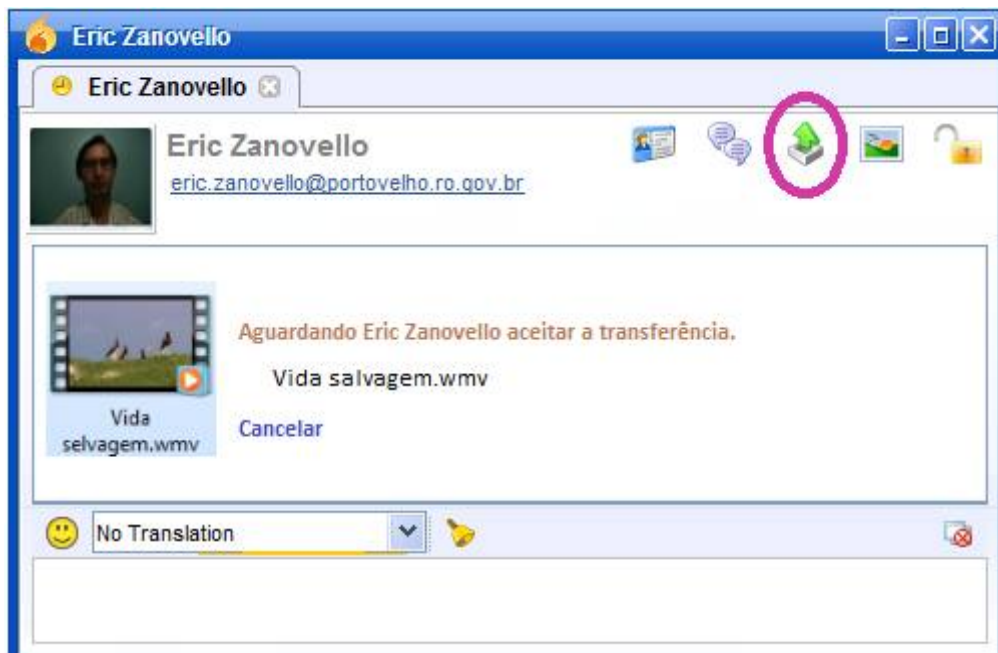 Eric Zanovello
Eric Zanovello
Eric Zanovello
eric.zanovello@portovelho.ro.gov.br
Aguardando Eric Zanovello aceitar a transferência.
Vida salvagem.wmv
Vida
selvagem.wmv
Cancelar
No Translation